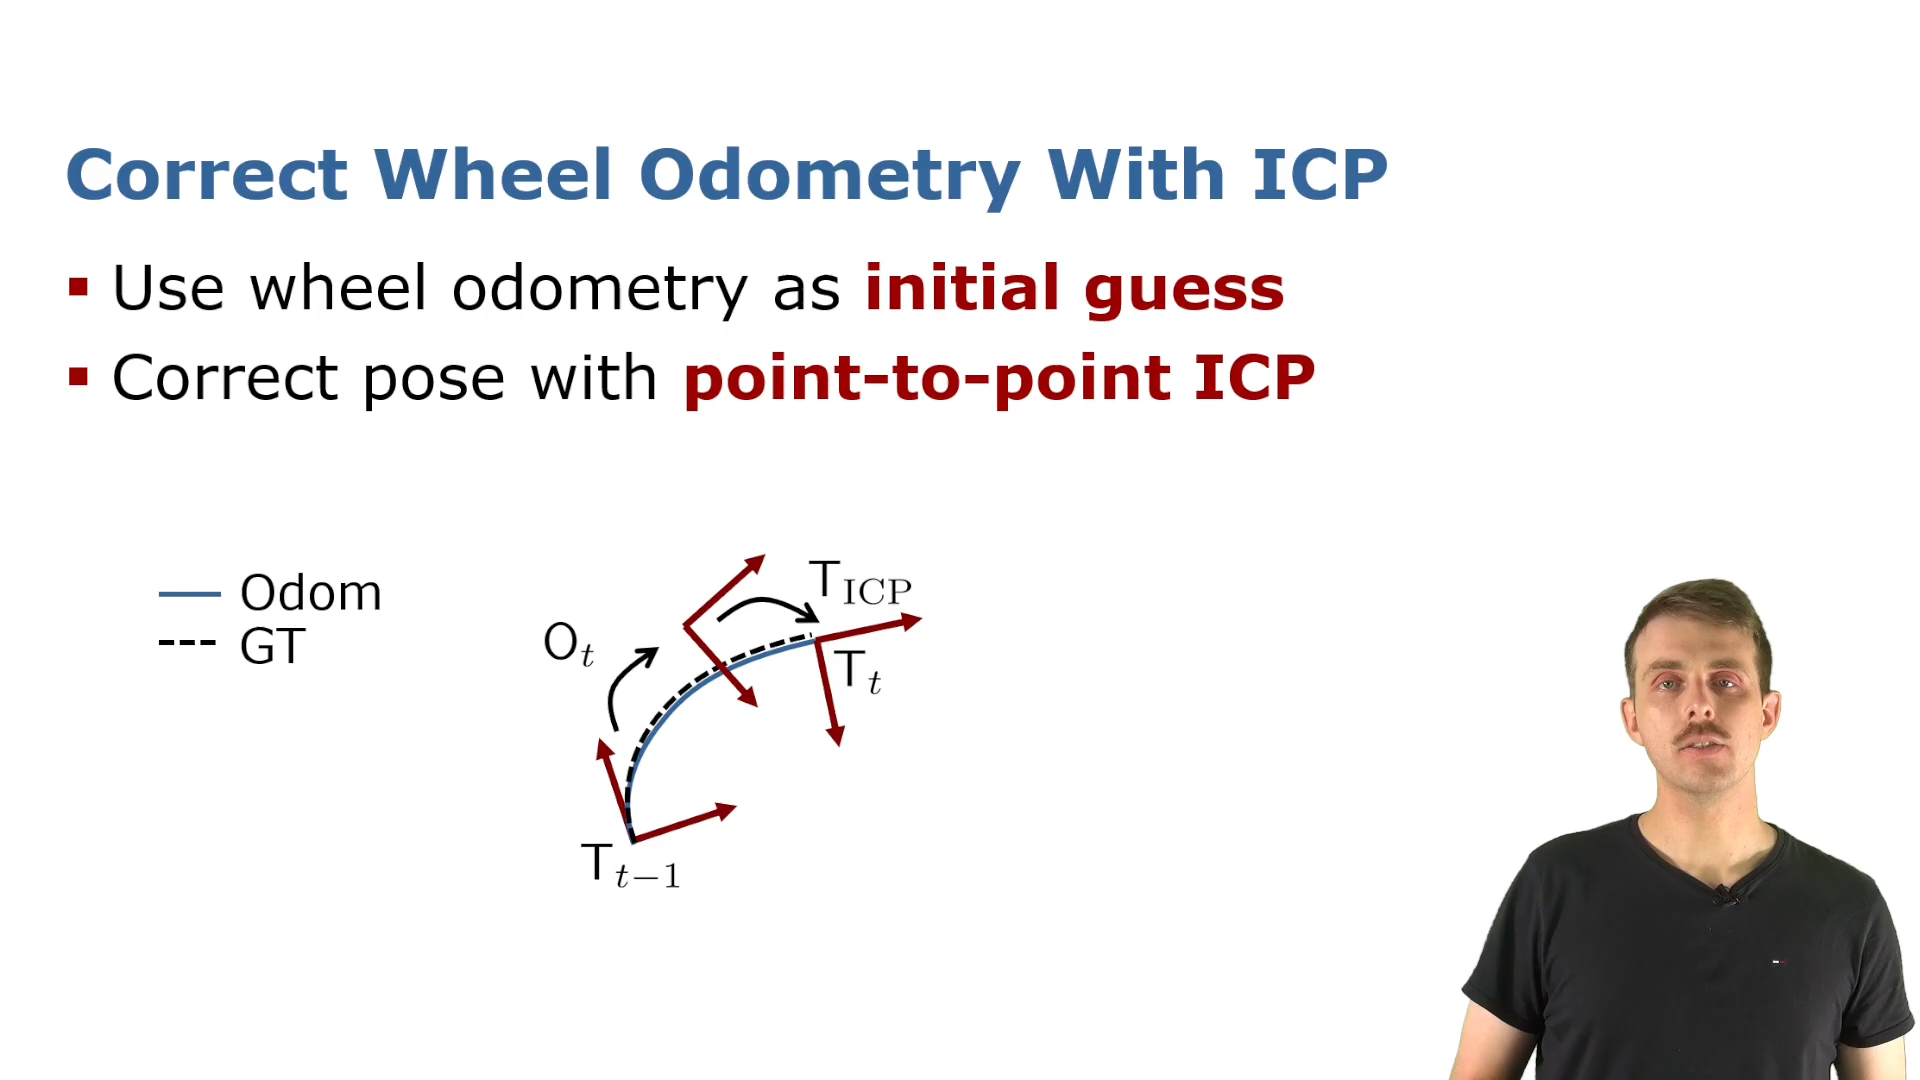 Correct Wheel Odometry With ICP
Use wheel odometry as initial guess
Correct pose with point-to-point ICP
Odom
GT
O_t
T_ICP
T_t
T_{t-1}